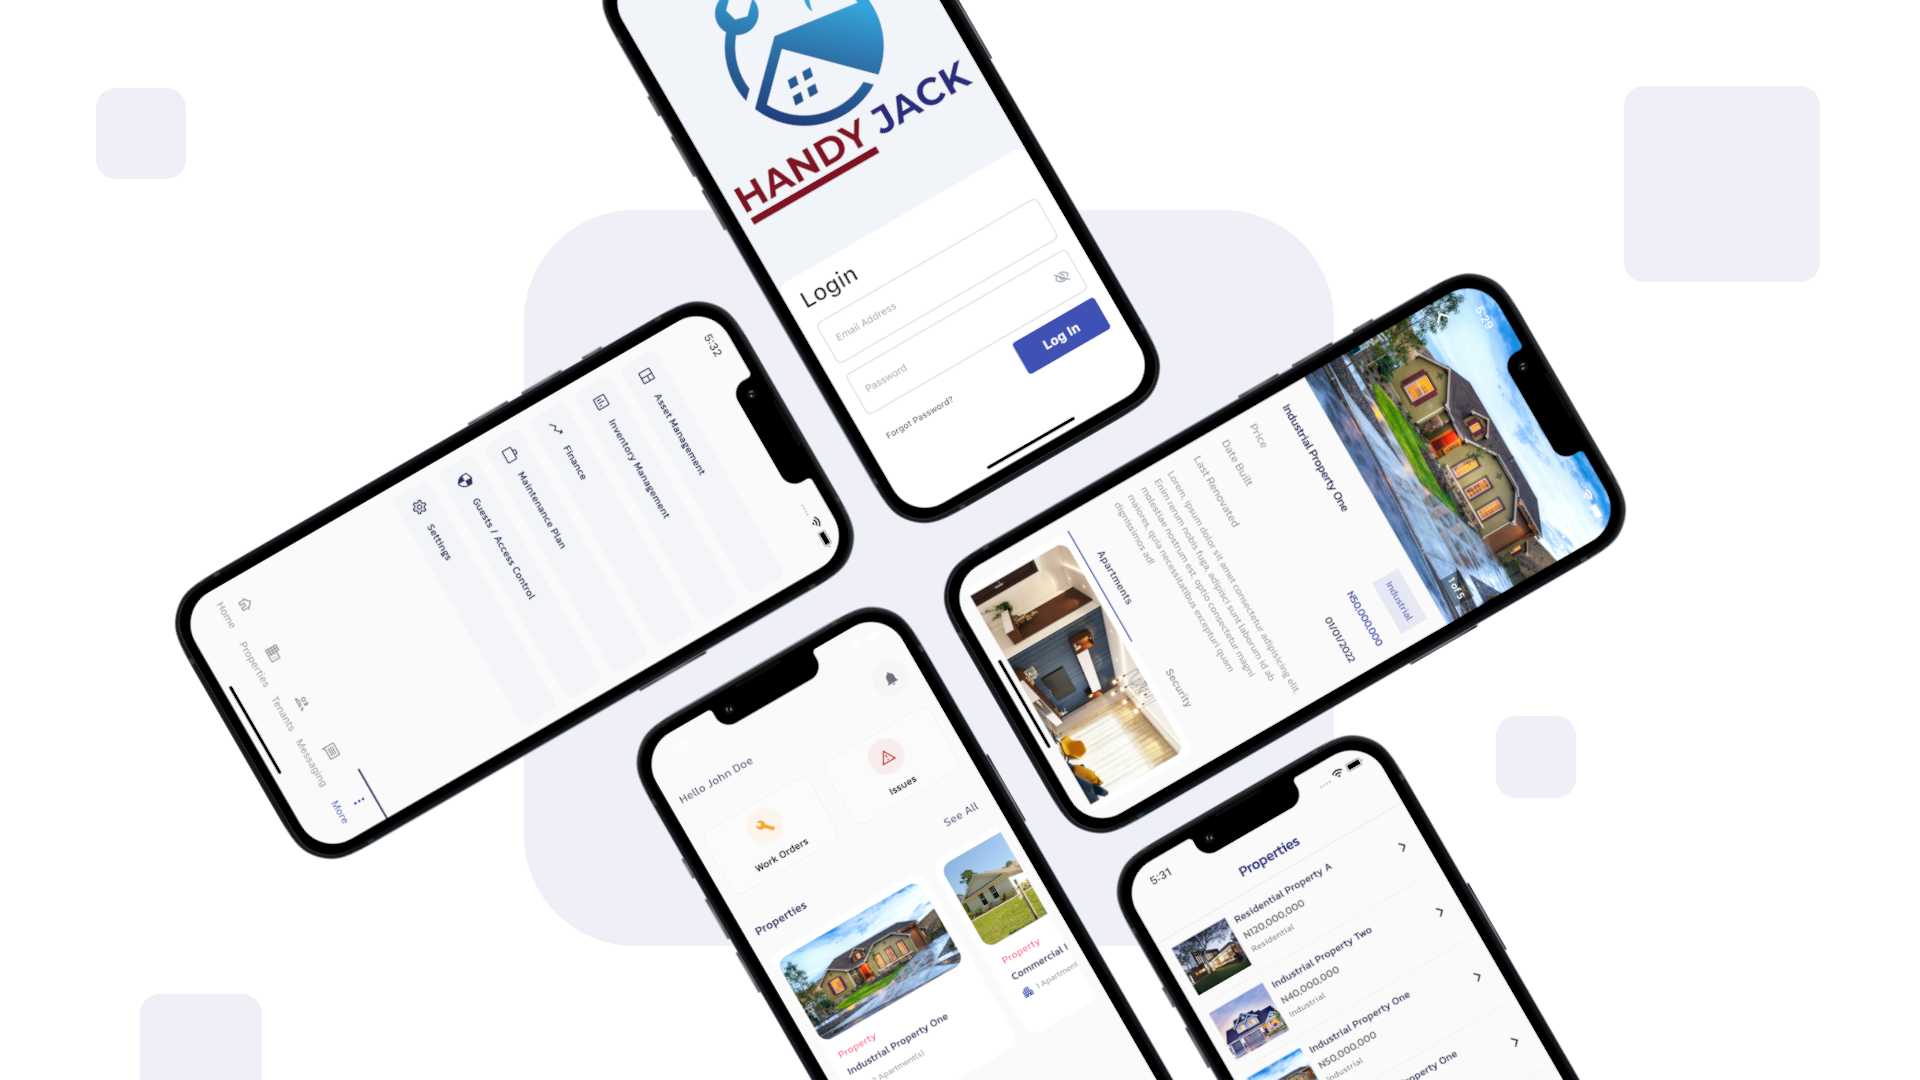 HANDY JACK
Login
Email Address
Password
Log In
Forgot Password?
5:32
Asset Management
Inventory Management
Finance
Maintenance Plan
Guests / Access Control
Settings
Home
Properties
Tenants
Messaging
More
5:29
1 of 5
Industrial Property One
Industrial
Price
N50,000,000
Date Built
01/01/2022
Last Renovated
Lorem, ipsum dolor sit amet consectetur adipisicing elit.
Enim rerum nobis fuga, adipisci sunt laborum id ab
molestiae nostrum est, optio consectetur magni
maiores, quia necessitatibus excepturi quam
dignissimos ad!
Apartments
Security
Hello John Doe
Work Orders
Issues
See All
Properties
Property
Industrial Property One
Apartment(s)
Property
Commercial
1 Apartment
5:31
Properties
Residential Property A
N120,000,000
Residential
Industrial Property Two
N40,000,000
Industrial
Industrial Property One
N50,000,000
Industrial
One